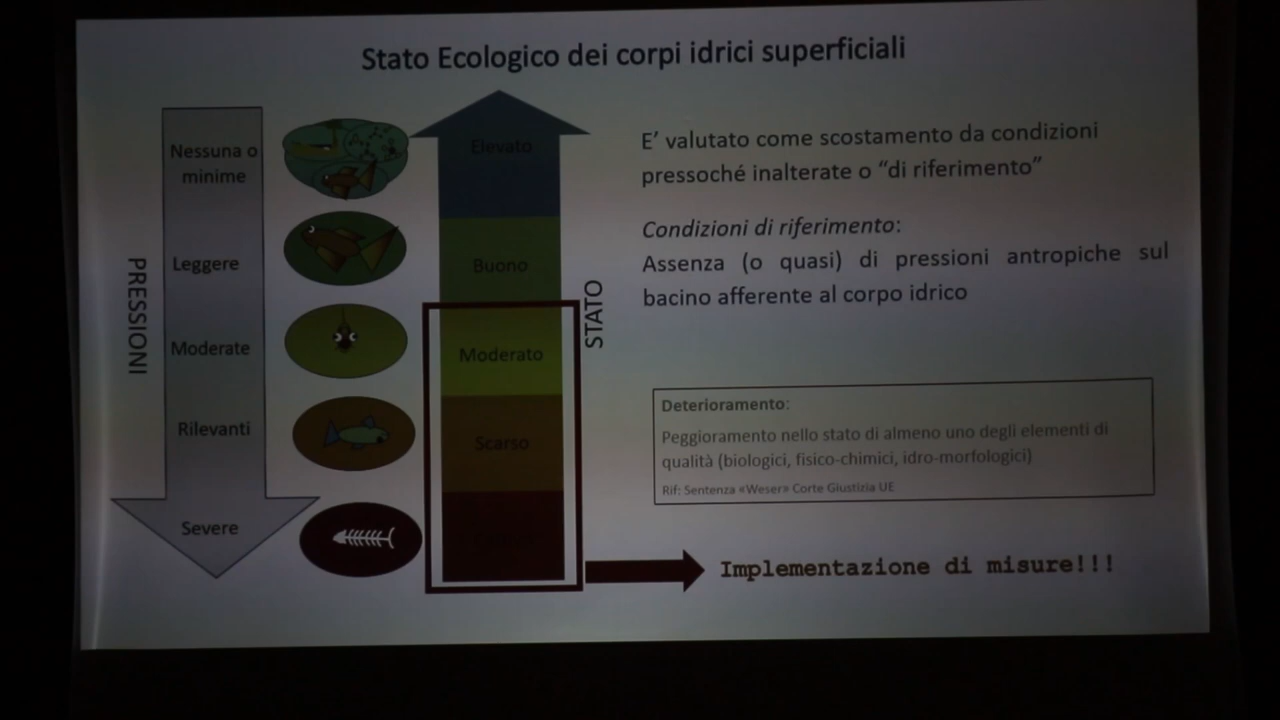 Stato Ecologico dei corpi idrici superficiali
PRESSIONI
Nessuna o
minime
Leggere
Moderate
Rilevanti
Severe
Elevato
Buono
Moderato
Scarso
STATO
E' valutato come scostamento da condizioni
pressoché inalterate o “di riferimento”
Condizioni di riferimento:
Assenza (o quasi) di pressioni antropiche sul
bacino afferente al corpo idrico
Deterioramento:
Peggioramento nello stato di almeno uno degli elementi di
qualità (biologici, fisico-chimici, idro-morfologici)
Rif: Sentenza «Weser» Corte Giustizia UE
Implementazione di misure!!!